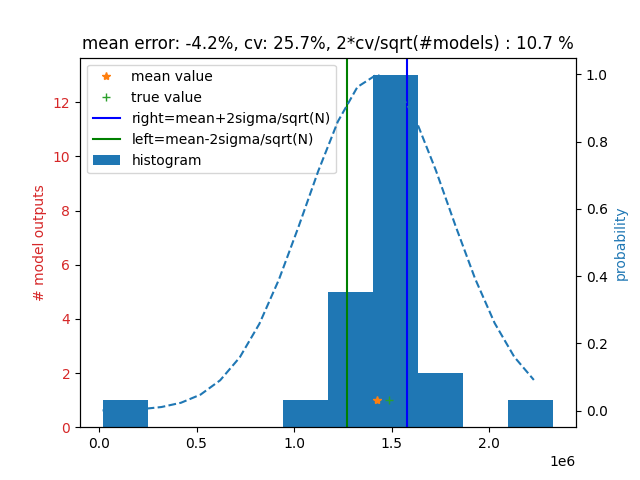 mean error: -4.2%, cv: 25.7%, 2*cv/sqrt(#models) : 10.7 %
mean value
true value
right=mean+2sigma/sqrt(N)
left=mean-2sigma/sqrt(N)
histogram
# model outputs
12
10
8
6
4
2
0
0.0
0.5
1.0
1.5
2.0
1e6
1.0
0.8
0.6
0.4
0.2
0.0
probability